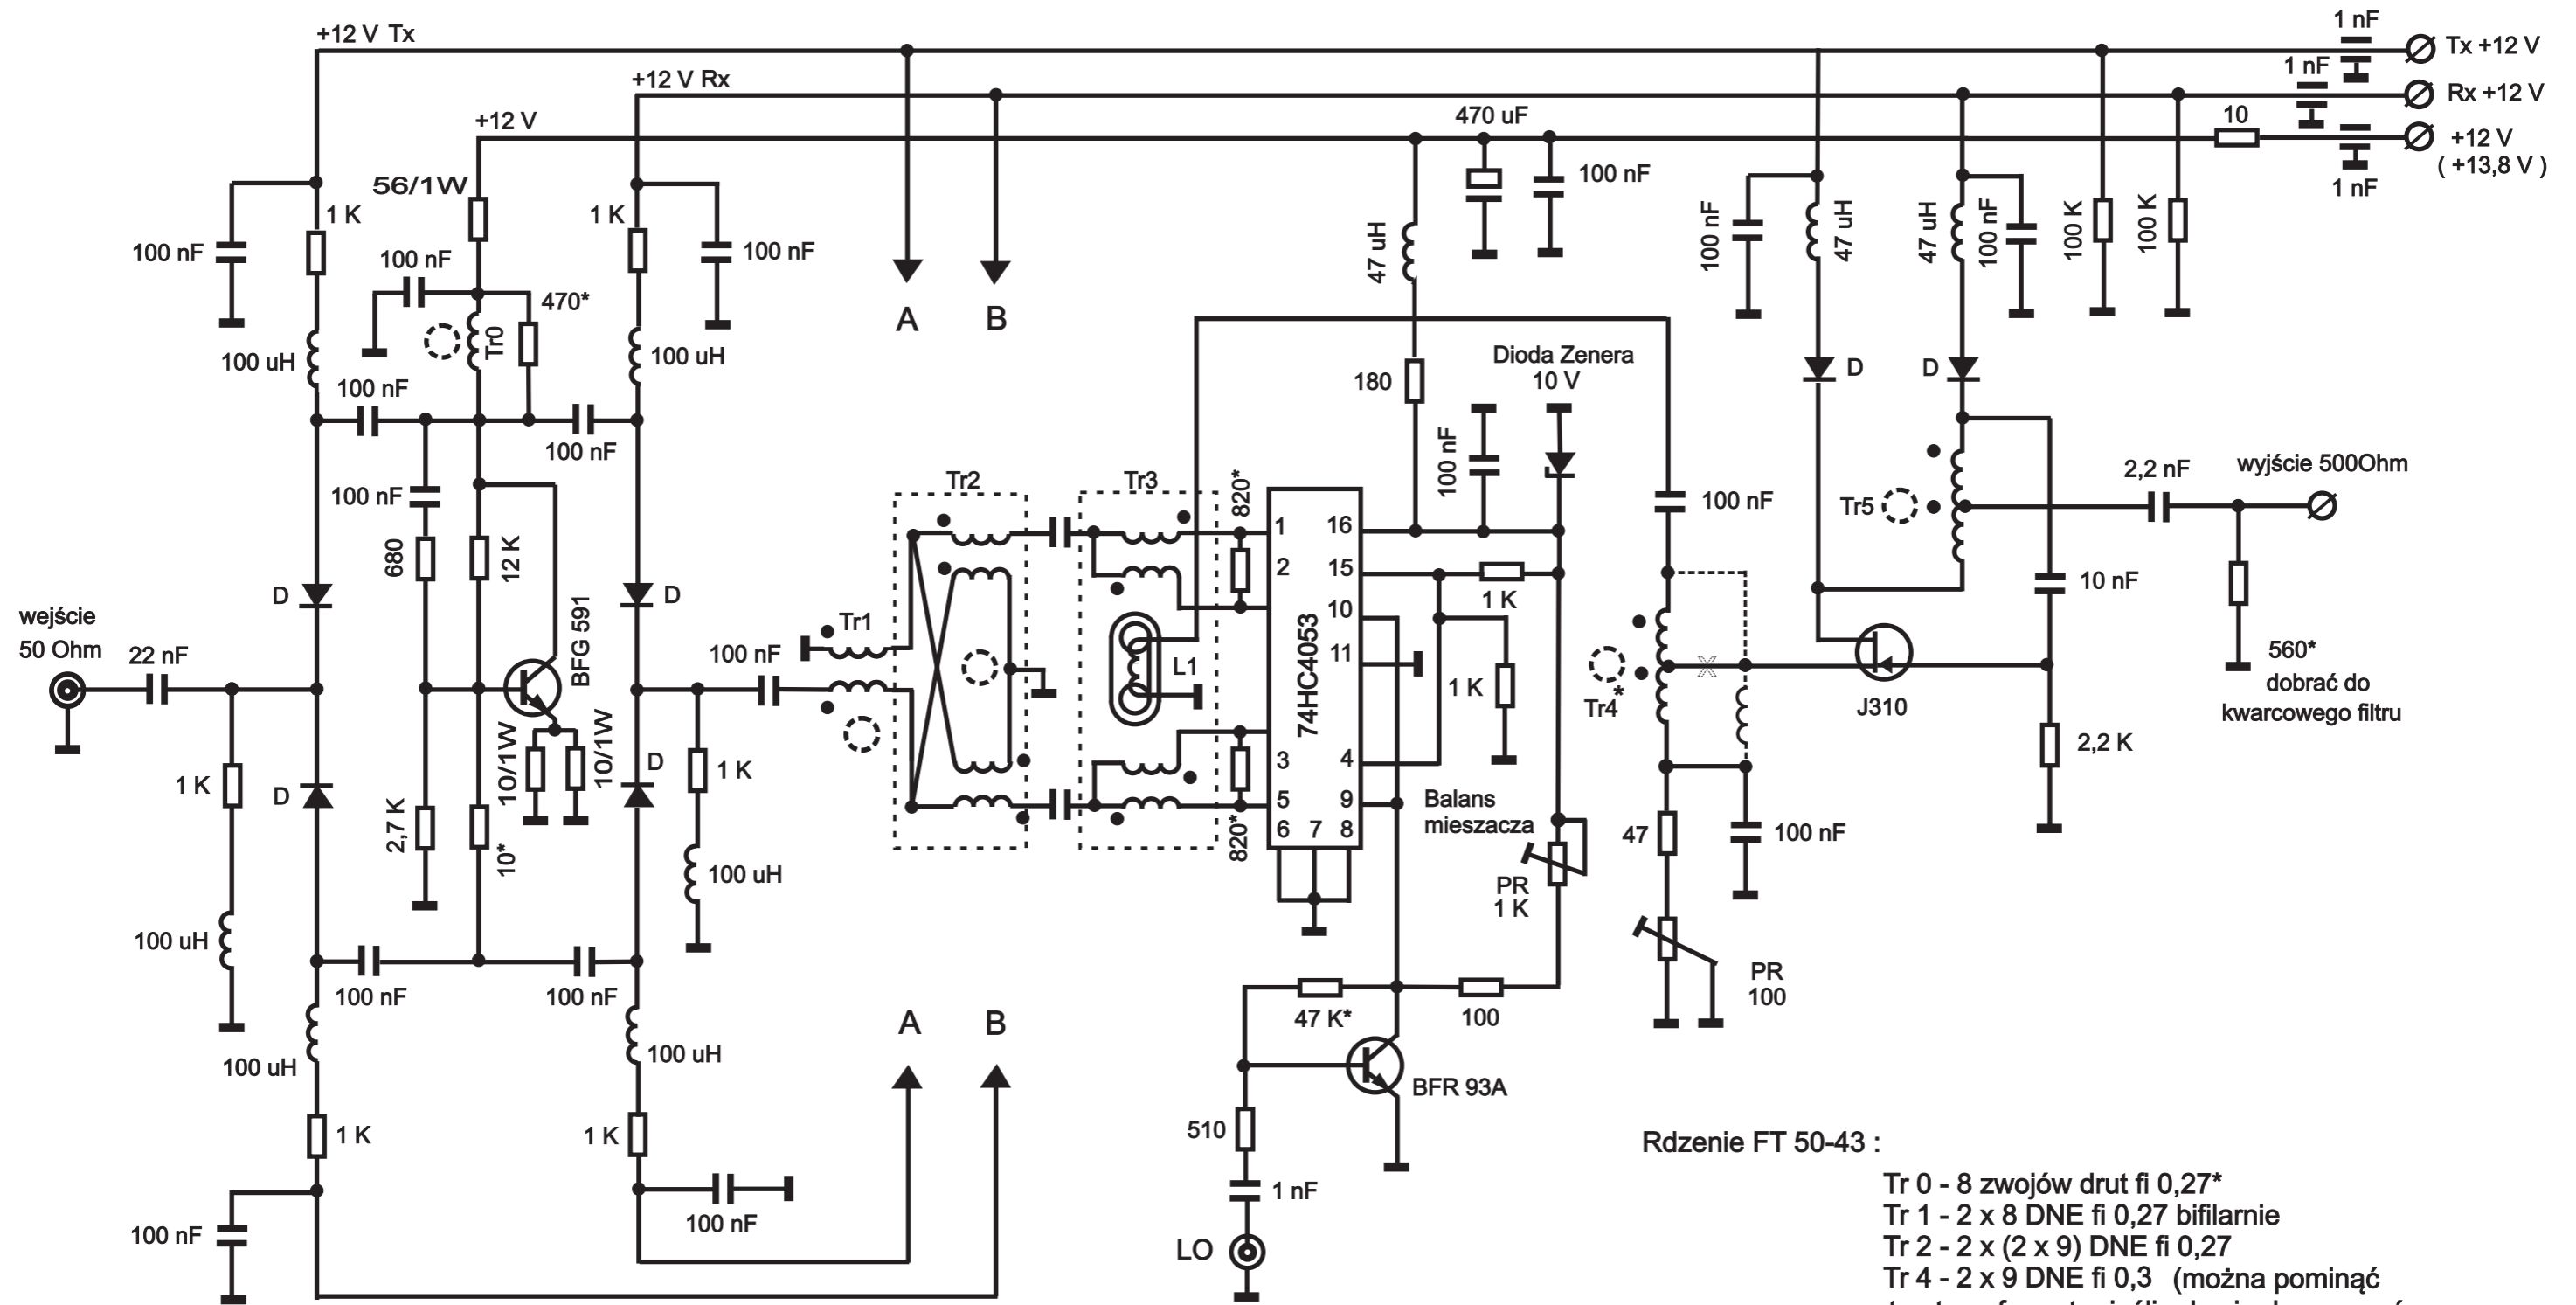 +12 V Tx
1 nF
Tx +12 V
+12 V Rx
1 nF
Rx +12 V
+12 V
470 uF
10
+12 V
( +13,8 V )
1 nF
56/1W
100 nF
1 K
1 K
100 nF
100 nF
47 uH
100 nF
47 uH
47 uH
100 nF
100 K
100 K
100 nF
470*
Tr0
100 uH
100 uH
100 nF
100 nF
A
B
Dioda Zenera
10 V
180
D
D
100 nF
680
12 K
BFG 591
Tr2
Tr3
820*
100 nF
100 nF
Tr5
2,2 nF
wyjście 500Ohm
1
16
2
15
10
11
3
4
5
9
6
7
8
74HC4053
1 K
1 K
10 nF
D
D
wejście
50 Ohm
22 nF
100 nF
Tr1
L1
Tr4
*
X
J310
560*
dobrać do
kwarcowego filtru
2,2 K
1 K
D
D
10/1W
10/1W
1 K
2,7 K
10*
820*
Balans
mieszacza
PR
1 K
47
100 nF
100 uH
100 uH
100 nF
100 nF
PR
100
A
B
47 K*
100
100 uH
100 uH
BFR 93A
510
1 K
1 K
1 nF
100 nF
100 nF
LO
Rdzenie FT 50-43 :
Tr 0 - 8 zwojów drut fi 0,27*
Tr 1 - 2 x 8 DNE fi 0,27 bifilarnie
Tr 2 - 2 x (2 x 9) DNE fi 0,27
Tr 4 - 2 x 9 DNE fi 0,3 (można pominąć